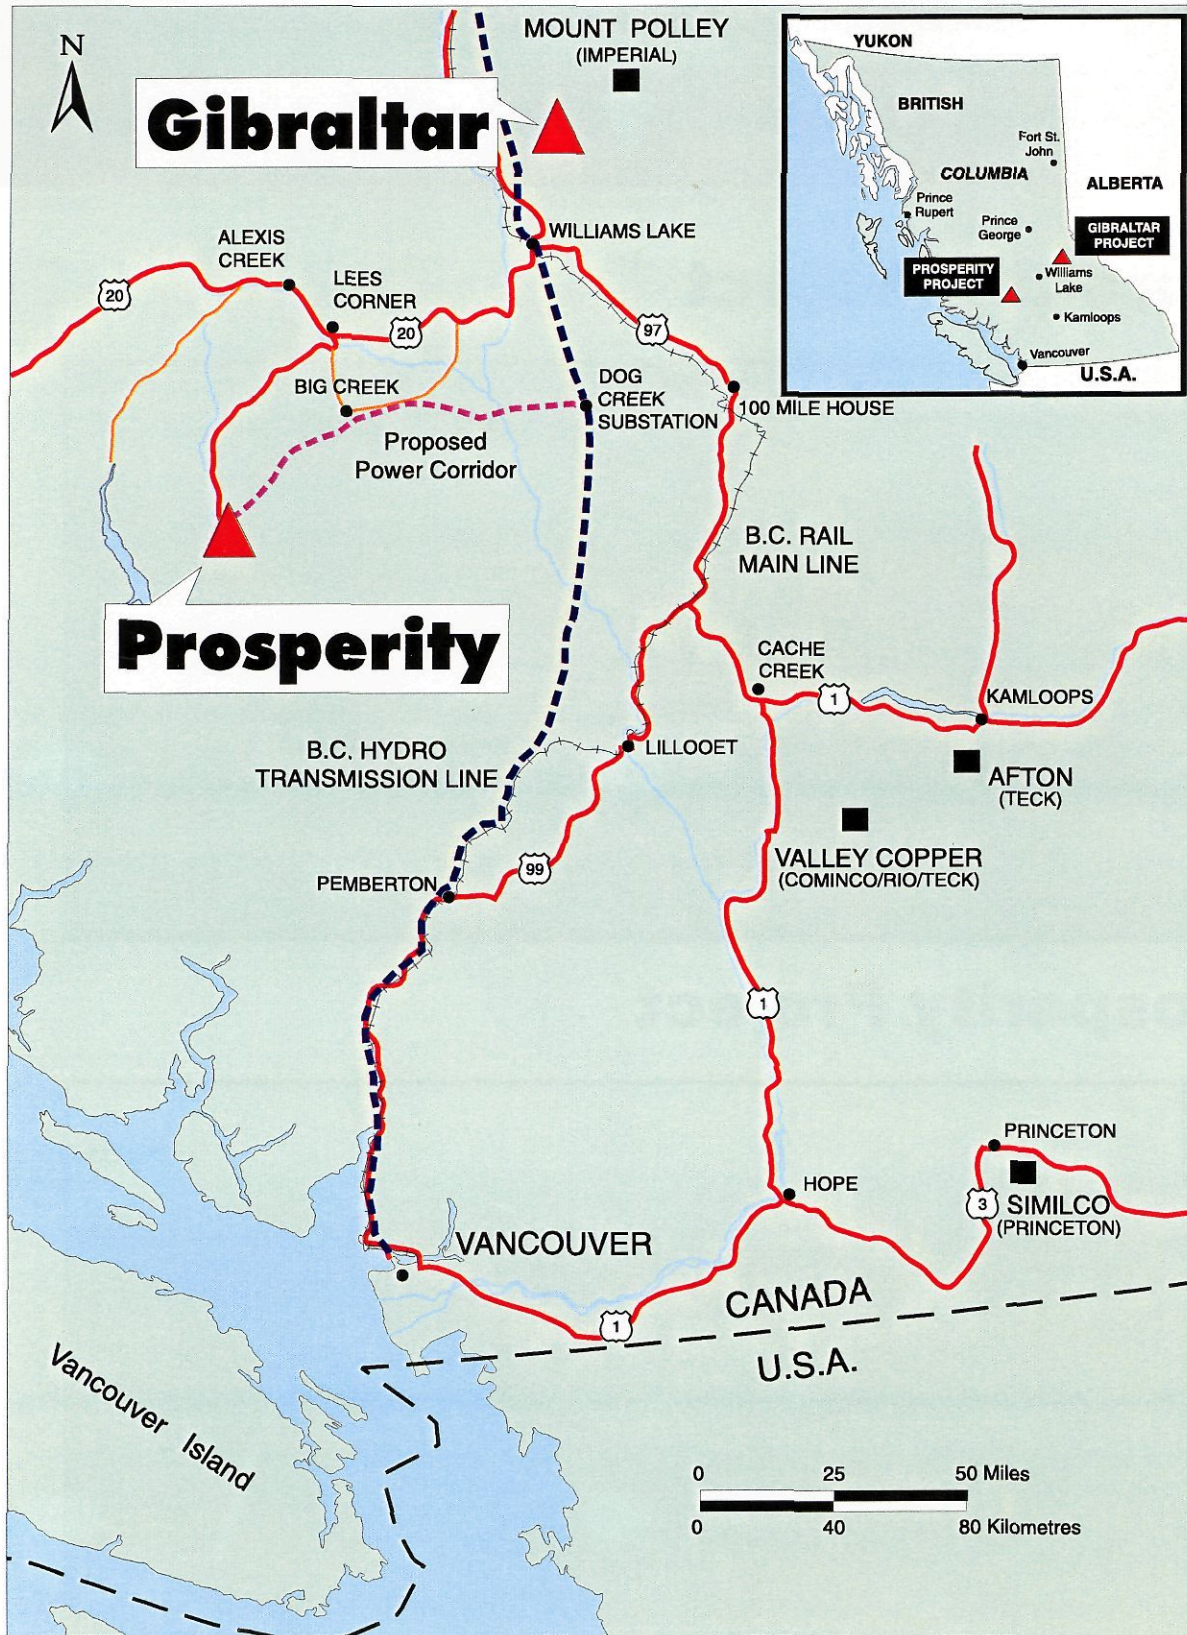 N
MOUNT POLLEY
(IMPERIAL)
Gibraltar
YUKON
BRITISH
COLUMBIA
Fort St.
John
ALBERTA
Prince
Rupert
Prince
George
GIBRALTAR
PROJECT
PROSPERITY
PROJECT
Williams
Lake
Kamloops
Vancouver
U.S.A.
WILLIAMS LAKE
ALEXIS
CREEK
LEES
CORNER
20
20
97
BIG CREEK
DOG
CREEK
SUBSTATION
100 MILE HOUSE
Proposed
Power Corridor
B.C. RAIL
MAIN LINE
Prosperity
CACHE
CREEK
1
KAMLOOPS
B.C. HYDRO
TRANSMISSION LINE
LILLOOET
AFTON
(TECK)
VALLEY COPPER
(COMINCO/RIO/TECK)
99
PEMBERTON
1
PRINCETON
HOPE
3
SIMILCO
(PRINCETON)
VANCOUVER
CANADA
1
U.S.A.
Vancouver Island
0 25 50 Miles
0 40 80 Kilometres